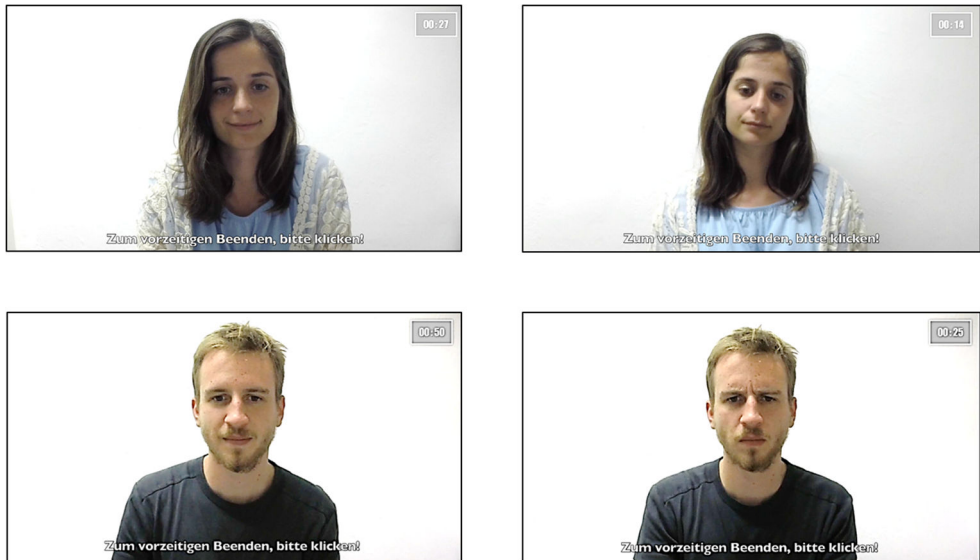 00:27
Zum vorzeitigen Beenden, bitte klicken!
00:14
Zum vorzeitigen Beenden, bitte klicken!
00:50
Zum vorzeitigen Beenden, bitte klicken!
00:25
Zum vorzeitigen Beenden, bitte klicken!